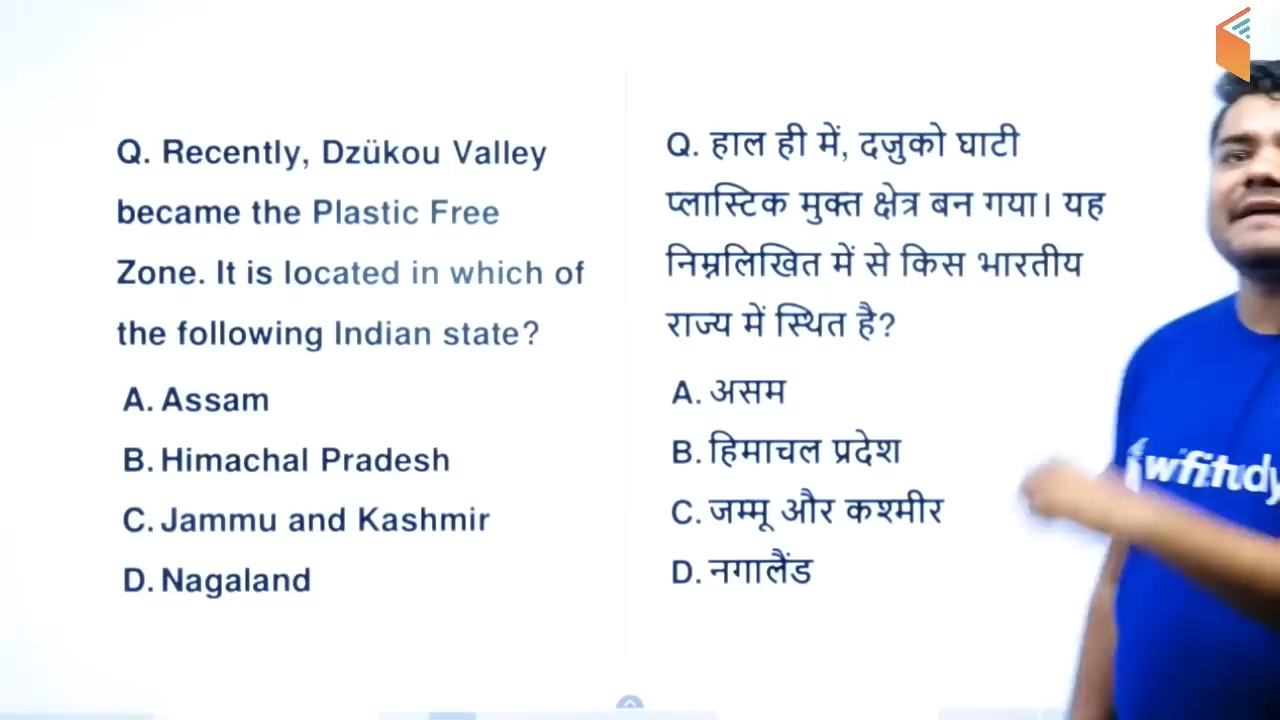 Q. Recently, Dzükou Valley
became the Plastic Free
Zone. It is located in which of
the following Indian state?
A. Assam
B. Himachal Pradesh
C. Jammu and Kashmir
D. Nagaland
Q. हाल ही में, दजुको घाटी
प्लास्टिक मुक्त क्षेत्र बन गया। यह
निम्नलिखित में से किस भारतीय
राज्य में स्थित है?
A. असम
B. हिमाचल प्रदेश
C. जम्मू और कश्मीर
D. नगालैंड
wifistudy